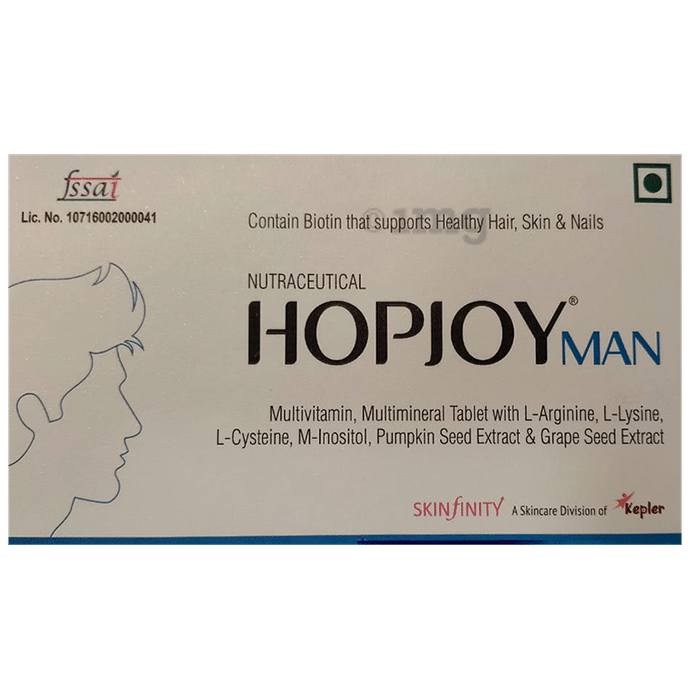 fssai
Lic. No. 10716002000041
Contain Biotin that supports Healthy Hair, Skin & Nails
1mg
NUTRACEUTICAL
HOPJOY® MAN
Multivitamin, Multimineral Tablet with L-Arginine, L-Lysine,
L-Cysteine, M-Inositol, Pumpkin Seed Extract & Grape Seed Extract
SKINFINITY A Skincare Division of Kepler